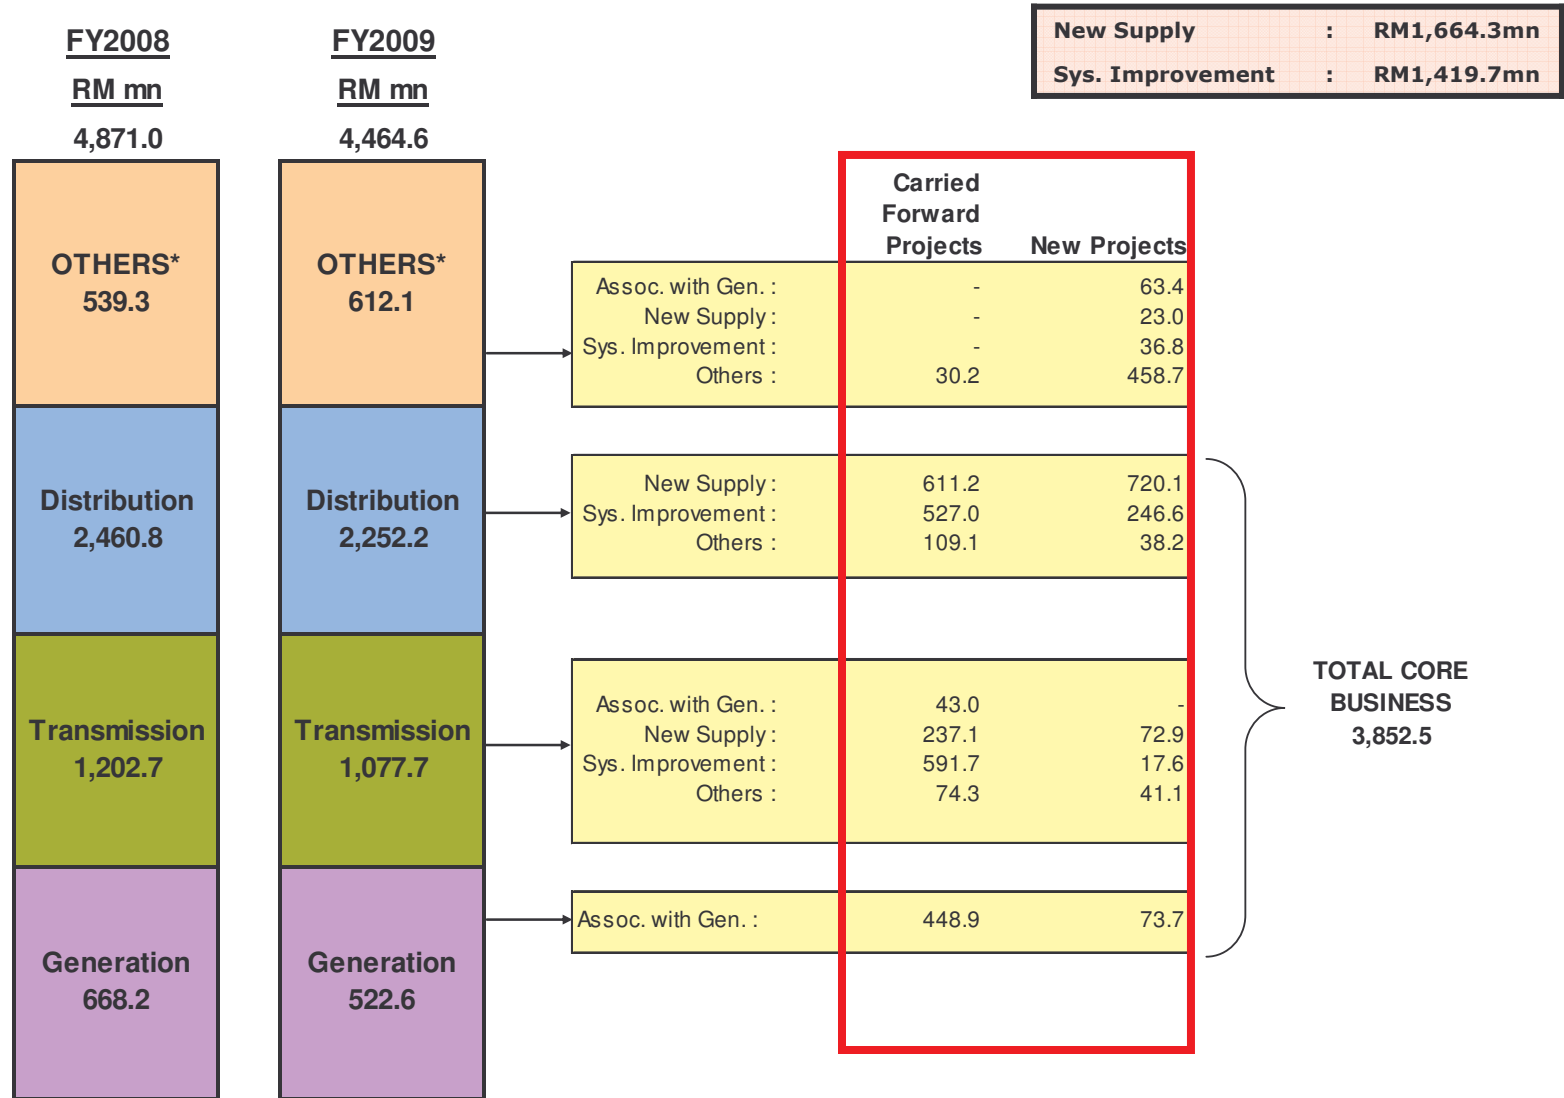 New Supply : RM1,664.3mn
Sys. Improvement : RM1,419.7mn
FY2008 FY2009
RM mn RM mn
4,871.0 4,464.6
OTHERS*
539.3
OTHERS*
612.1
Distribution
2,460.8
Distribution
2,252.2
Transmission
1,202.7
Transmission
1,077.7
Generation
668.2
Generation
522.6
Carried
Forward
Projects New Projects
Assoc. with Gen. : - 63.4
New Supply : - 23.0
Sys. Improvement : - 36.8
Others : 30.2 458.7
New Supply : 611.2 720.1
Sys. Improvement : 527.0 246.6
Others : 109.1 38.2
Assoc. with Gen. : 43.0 -
New Supply : 237.1 72.9
Sys. Improvement : 591.7 17.6
Others : 74.3 41.1
Assoc. with Gen. : 448.9 73.7
TOTAL CORE
BUSINESS
3,852.5